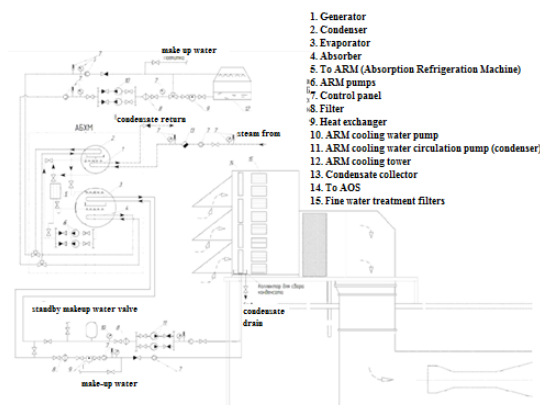 1. Generator
2. Condenser
3. Evaporator
4. Absorber
5. To ARM (Absorption Refrigeration Machine)
6. ARM pumps
7. Control panel
8. Filter
9. Heat exchanger
10. ARM cooling water pump
11. ARM cooling water circulation pump (condenser)
12. ARM cooling tower
13. Condensate collector
14. To AOS
15. Fine water treatment filters
make up water
condensate return
АБХМ
steam from
standby makeup water valve
condensate
drain
make-up water